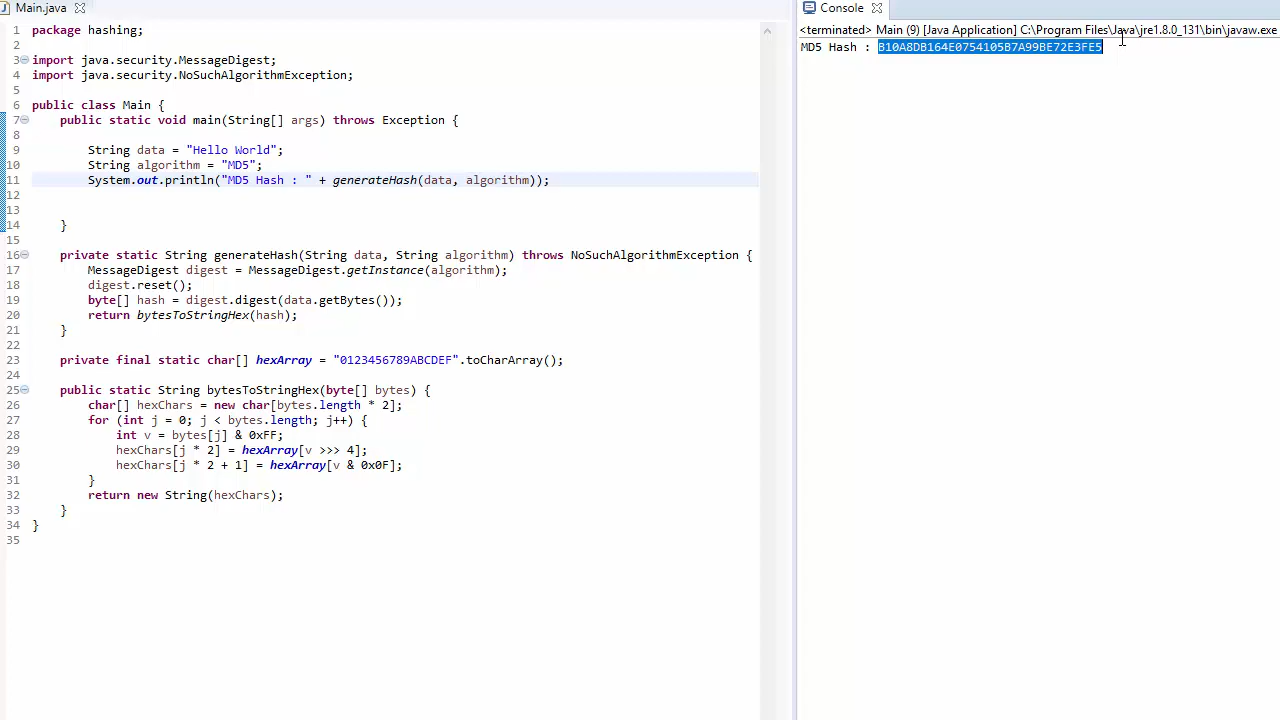 Main.java
1 package hashing;
2
3 import java.security.MessageDigest;
4 import java.security.NoSuchAlgorithmException;
5
6 public class Main {
7 public static void main(String[] args) throws Exception {
8
9 String data = "Hello World";
10 String algorithm = "MD5";
11 System.out.println("MD5 Hash : " + generateHash(data, algorithm));
12
13
14 }
15
16 private static String generateHash(String data, String algorithm) throws NoSuchAlgorithmException {
17 MessageDigest digest = MessageDigest.getInstance(algorithm);
18 digest.reset();
19 byte[] hash = digest.digest(data.getBytes());
20 return bytesToStringHex(hash);
21 }
22
23 private final static char[] hexArray = "0123456789ABCDEF".toCharArray();
24
25 public static String bytesToStringHex(byte[] bytes) {
26 char[] hexChars = new char[bytes.length * 2];
27 for (int j = 0; j < bytes.length; j++) {
28 int v = bytes[j] & 0xFF;
29 hexChars[j * 2] = hexArray[v >>> 4];
30 hexChars[j * 2 + 1] = hexArray[v & 0x0F];
31 }
32 return new String(hexChars);
33 }
34 }
35
Console
<terminated> Main (9) [Java Application] C:\Program Files\Java\jre1.8.0_131\bin\javaw.exe
MD5 Hash : B10A8DB164E0754105B7A99BE72E3FE5